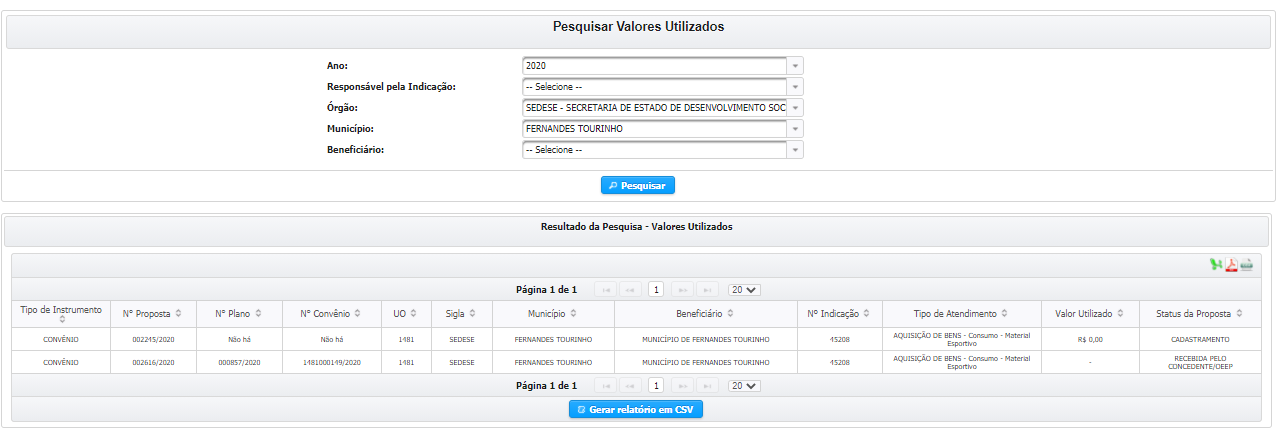 Pesquisar Valores Utilizados
Ano: 2020
Responsável pela Indicação: -- Selecione --
Órgão: SEDESE - SECRETARIA DE ESTADO DE DESENVOLVIMENTO SOC
Município: FERNANDES TOURINHO
Beneficiário: -- Selecione --
Pesquisar
Resultado da Pesquisa - Valores Utilizados
Página 1 de 1 1 20
Tipo de Instrumento Nº Proposta Nº Plano Nº Convênio UO Sigla Município Beneficiário Nº Indicação Tipo de Atendimento Valor Utilizado Status da Proposta
CONVÊNIO 002245/2020 Não há Não há 1481 SEDESE FERNANDES TOURINHO MUNICÍPIO DE FERNANDES TOURINHO 45208 AQUISIÇÃO DE BENS - Consumo - Material Esportivo R$ 0,00 CADASTRAMENTO
CONVÊNIO 002616/2020 000857/2020 1481000149/2020 1481 SEDESE FERNANDES TOURINHO MUNICÍPIO DE FERNANDES TOURINHO 45208 AQUISIÇÃO DE BENS - Consumo - Material Esportivo - RECEBIDA PELO CONCEDENTE/OEEP
Página 1 de 1 1 20
Gerar relatório em CSV